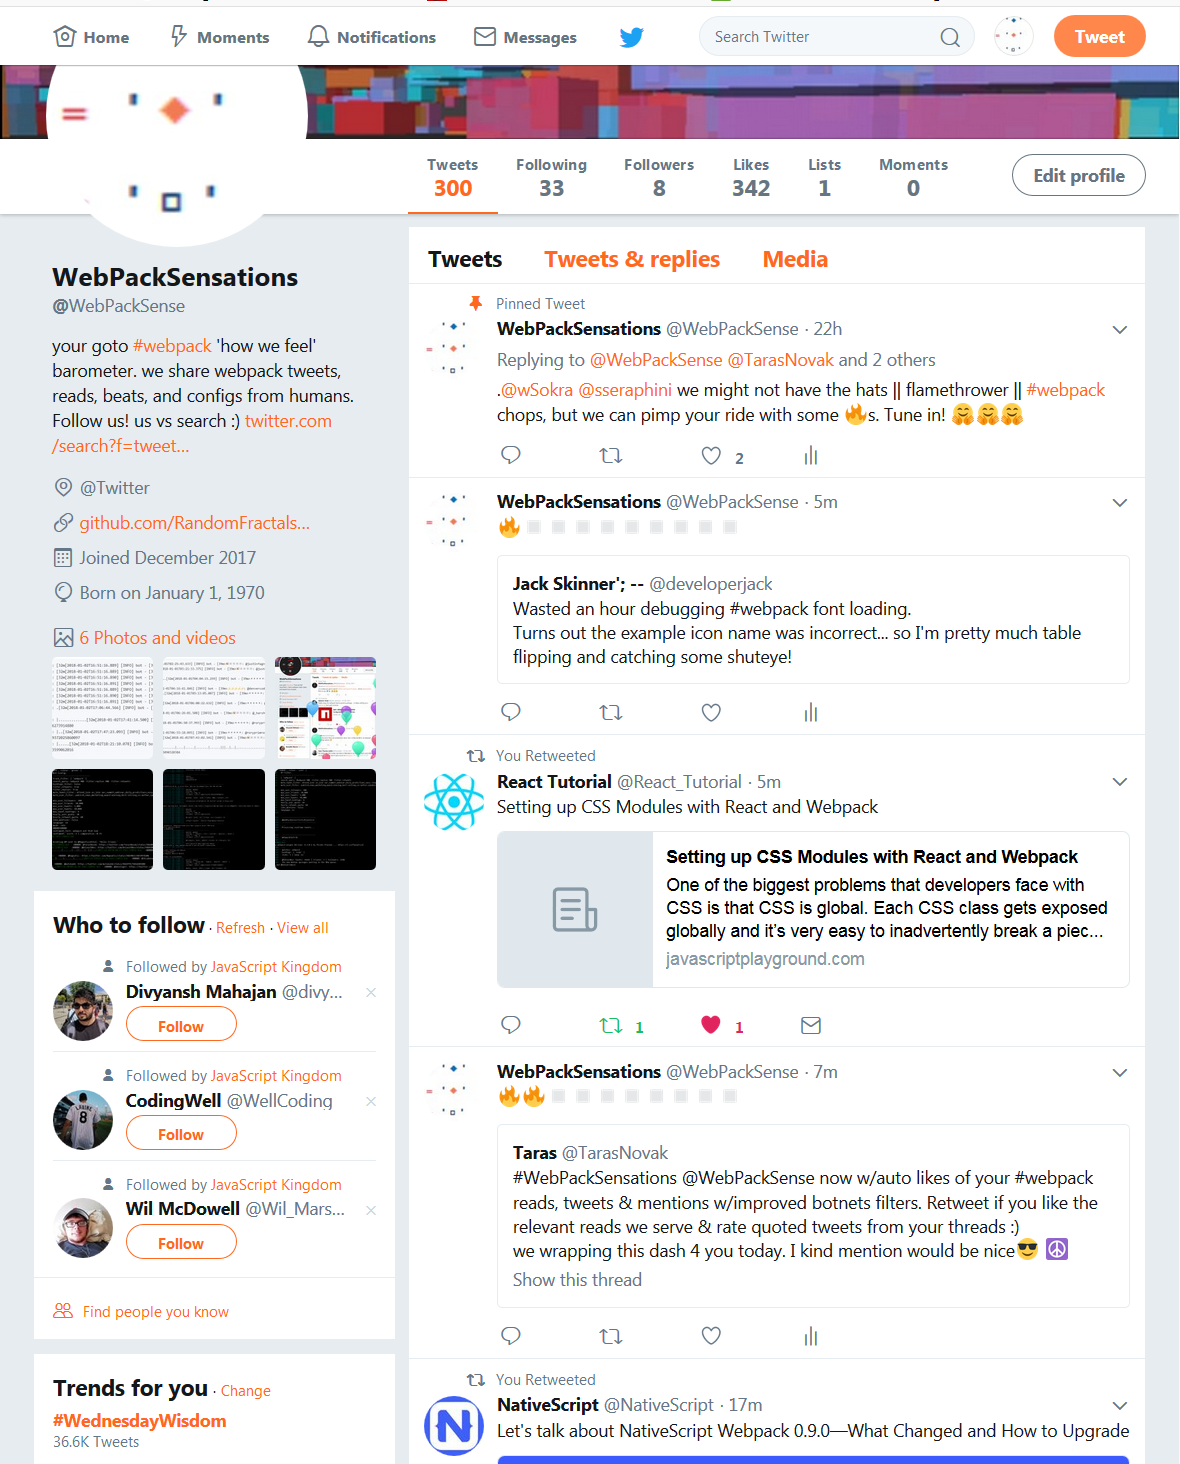 Home
Moments
Notifications
Messages
Search Twitter
Tweet
Tweets
300
Following
33
Followers
8
Likes
342
Lists
1
Moments
0
Edit profile
WebPackSensations
@WebPackSense
your goto #webpack 'how we feel'
barometer. we share webpack tweets,
reads, beats, and configs from humans.
Follow us! us vs search :) twitter.com
/search?f=tweet...
@Twitter
github.com/RandomFractals...
Joined December 2017
Born on January 1, 1970
6 Photos and videos
Who to follow · Refresh · View all
Followed by JavaScript Kingdom
Divyansh Mahajan @divy...
Follow
Followed by JavaScript Kingdom
CodingWell @WellCoding
Follow
Followed by JavaScript Kingdom
Wil McDowell @Wil_Mars...
Follow
Find people you know
Trends for you · Change
#WednesdayWisdom
36.6K Tweets
Tweets
Tweets & replies
Media
Pinned Tweet
WebPackSensations @WebPackSense · 22h
Replying to @WebPackSense @TarasNovak and 2 others
.@wSokra @sseraphini we might not have the hats || flamethrower || #webpack
chops, but we can pimp your ride with some 🔥s. Tune in! 🤗🤗🤗
2
WebPackSensations @WebPackSense · 5m
🔥
Jack Skinner'; -- @developerjack
Wasted an hour debugging #webpack font loading.
Turns out the example icon name was incorrect... so I'm pretty much table
flipping and catching some shuteye!
You Retweeted
React Tutorial @React_Tutorial · 5m
Setting up CSS Modules with React and Webpack
Setting up CSS Modules with React and Webpack
One of the biggest problems that developers face with
CSS is that CSS is global. Each CSS class gets exposed
globally and it's very easy to inadvertently break a piec...
javascriptplayground.com
1
1
WebPackSensations @WebPackSense · 7m
🔥🔥
Taras @TarasNovak
#WebPackSensations @WebPackSense now w/auto likes of your #webpack
reads, tweets & mentions w/improved botnets filters. Retweet if you like the
relevant reads we serve & rate quoted tweets from your threads :)
we wrapping this dash 4 you today. I kind mention would be nice😎 ☮
Show this thread
You Retweeted
NativeScript @NativeScript · 17m
Let's talk about NativeScript Webpack 0.9.0—What Changed and How to Upgrade